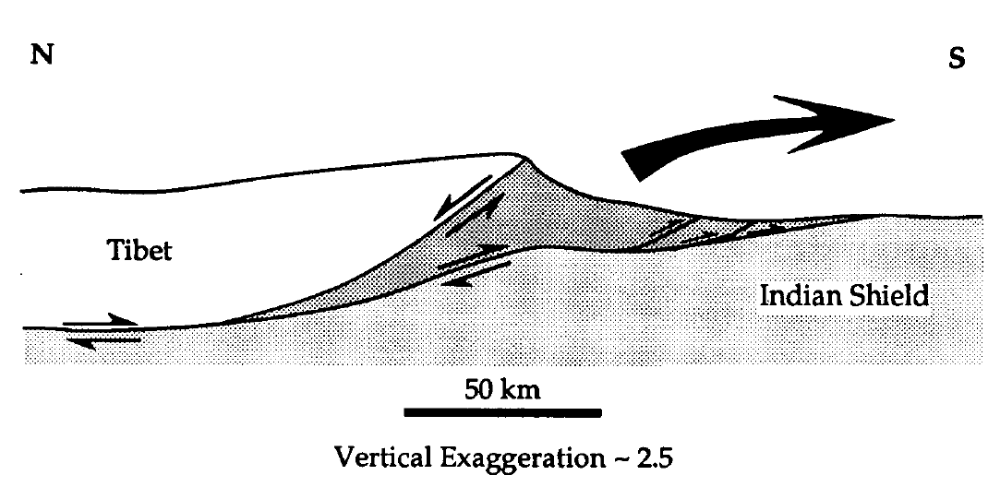 N
S
Tibet
Indian Shield
50 km
Vertical Exaggeration ~ 2.5